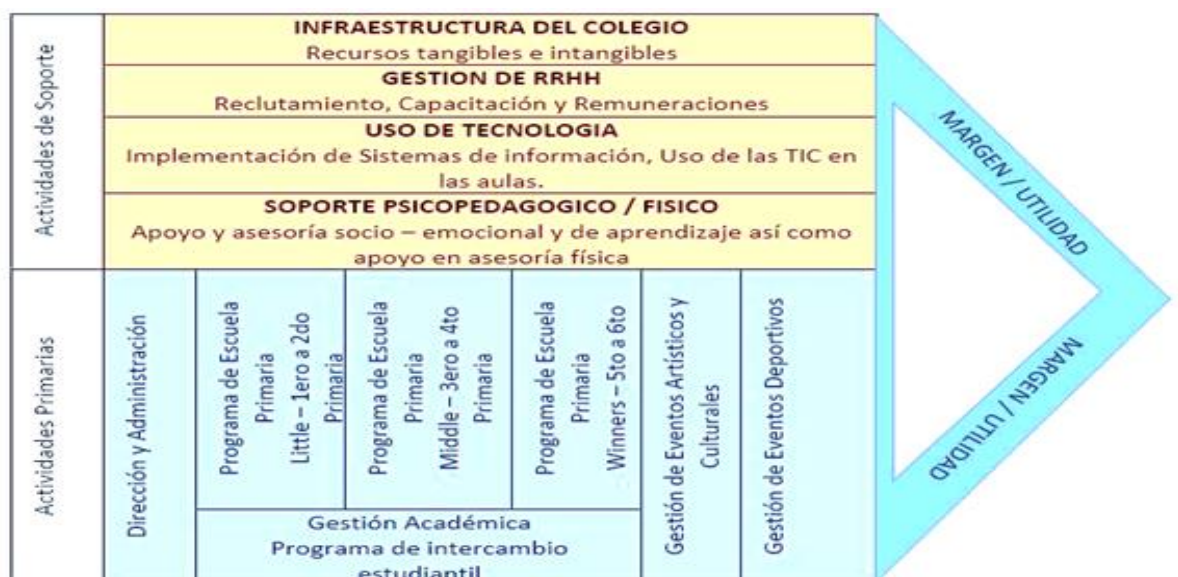 Actividades de Soporte
INFRAESTRUCTURA DEL COLEGIO
Recursos tangibles e intangibles
GESTION DE RRHH
Reclutamiento, Capacitación y Remuneraciones
USO DE TECNOLOGIA
Implementación de Sistemas de información, Uso de las TIC en
las aulas.
SOPORTE PSICOPEDAGOGICO / FISICO
Apoyo y asesoría socio – emocional y de aprendizaje así como
apoyo en asesoría física
Actividades Primarias
Dirección y Administración
Programa de Escuela
Primaria
Little – 1ero a 2do
Primaria
Programa de Escuela
Primaria
Middle – 3ero a 4to
Primaria
Programa de Escuela
Primaria
Winners – 5to a 6to
Gestión Académica
Programa de intercambio
estudiantil
Gestión de Eventos Artísticos y
Culturales
Gestión de Eventos Deportivos
MARGEN / UTILIDAD
MARGEN / UTILIDAD